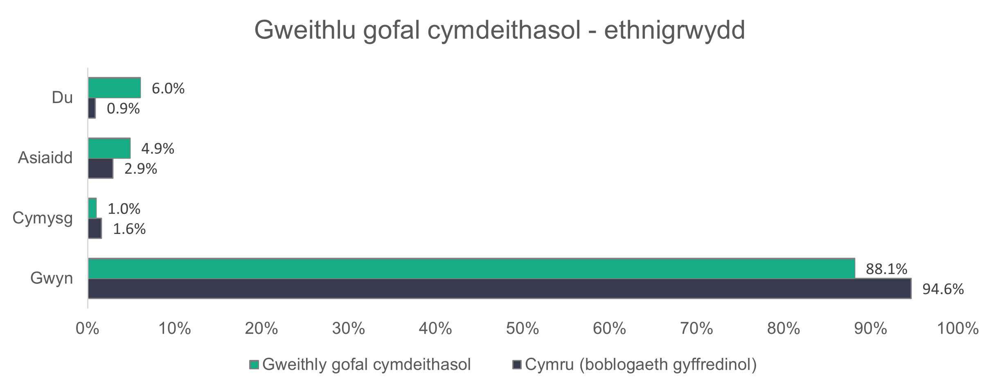 Gweithlu gofal cymdeithasol - ethnigrwydd
Du
6.0%
0.9%
Asiaidd
4.9%
2.9%
Cymysg
1.0%
1.6%
Gwyn
88.1%
94.6%
0% 10% 20% 30% 40% 50% 60% 70% 80% 90% 100%
Gweithly gofal cymdeithasol Cymru (boblogaeth gyffredinol)